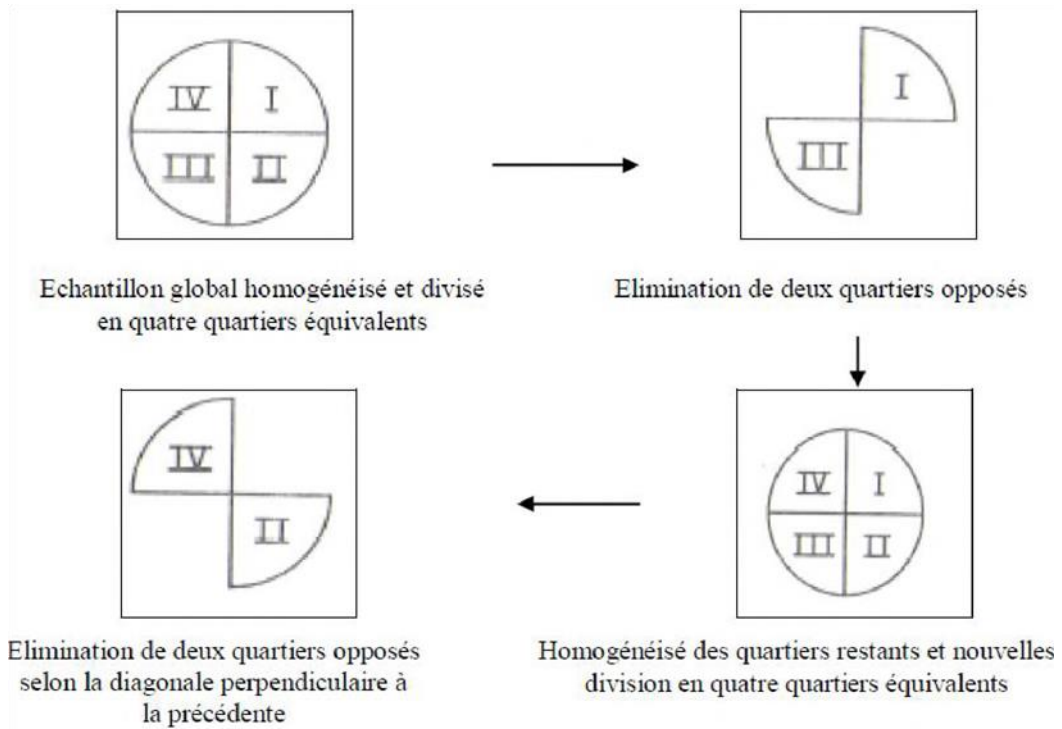 IV I
III II
I
III
Echantillon global homogénéisé et divisé
en quatre quartiers équivalents
Elimination de deux quartiers opposés
IV
II
IV I
III II
Elimination de deux quartiers opposés
selon la diagonale perpendiculaire à
la précédente
Homogénéisé des quartiers restants et nouvelles
division en quatre quartiers équivalents